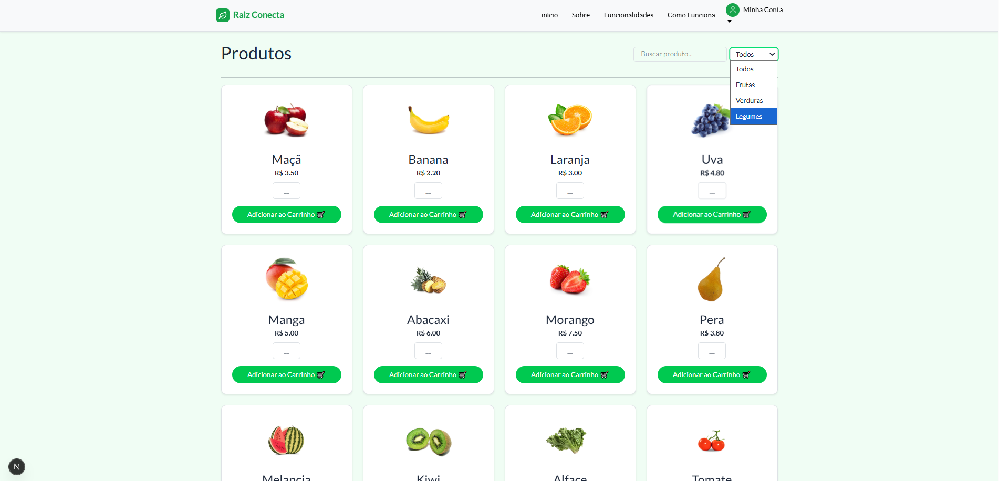 Raiz Conecta
início
Sobre
Funcionalidades
Como Funciona
Minha Conta
Produtos
Buscar produto...
Todos
Todos
Frutas
Verduras
Legumes
Maçã
R$ 3.50
Adicionar ao Carrinho
Banana
R$ 2.20
Adicionar ao Carrinho
Laranja
R$ 3.00
Adicionar ao Carrinho
Uva
R$ 4.80
Adicionar ao Carrinho
Manga
R$ 5.00
Adicionar ao Carrinho
Abacaxi
R$ 6.00
Adicionar ao Carrinho
Morango
R$ 7.50
Adicionar ao Carrinho
Pera
R$ 3.80
Adicionar ao Carrinho
Melancia
Kiwi
Alface
Tomate
N